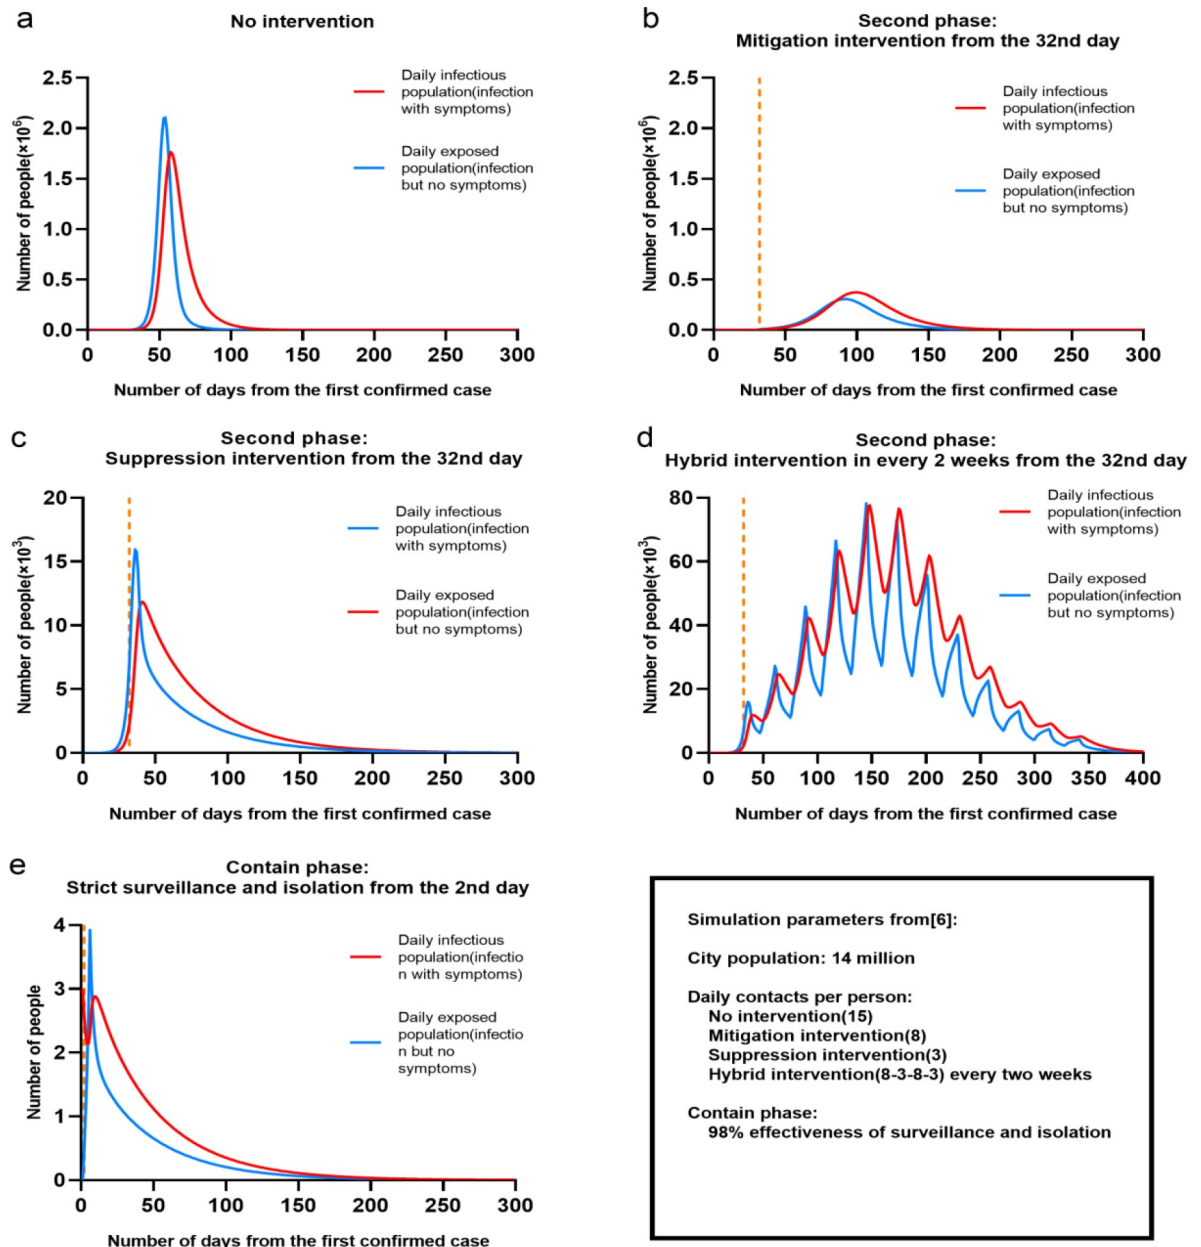 a
No intervention
2.5
2.0
1.5
1.0
0.5
0.0
Number of people(×10⁶)
0 50 100 150 200 250 300
Number of days from the first confirmed case
Daily infectious
population(infection
with symptoms)
Daily exposed
population(infection
but no symptoms)
b
Second phase:
Mitigation intervention from the 32nd day
2.5
2.0
1.5
1.0
0.5
0.0
Number of people(×10⁶)
0 50 100 150 200 250 300
Number of days from the first confirmed case
Daily infectious
population(infection
with symptoms)
Daily exposed
population(infection
but no symptoms)
c
Second phase:
Suppression intervention from the 32nd day
20
15
10
5
0
Number of people(×10³)
0 50 100 150 200 250 300
Number of days from the first confirmed case
Daily infectious
population(infection
with symptoms)
Daily exposed
population(infection
but no symptoms)
d
Second phase:
Hybrid intervention in every 2 weeks from the 32nd day
80
60
40
20
0
Number of people(×10³)
0 50 100 150 200 250 300 350 400
Number of days from the first confirmed case
Daily infectious
population(infection
with symptoms)
Daily exposed
population(infection
but no symptoms)
e
Contain phase:
Strict surveillance and isolation from the 2nd day
4
3
2
1
0
Number of people
0 50 100 150 200 250 300
Number of days from the first confirmed case
Daily infectious
population(infectio
n with symptoms)
Daily exposed
population(infectio
n but no
symptoms)
Simulation parameters from[6]:
City population: 14 million
Daily contacts per person:
No intervention(15)
Mitigation intervention(8)
Suppression intervention(3)
Hybrid intervention(8-3-8-3) every two weeks
Contain phase:
98% effectiveness of surveillance and isolation